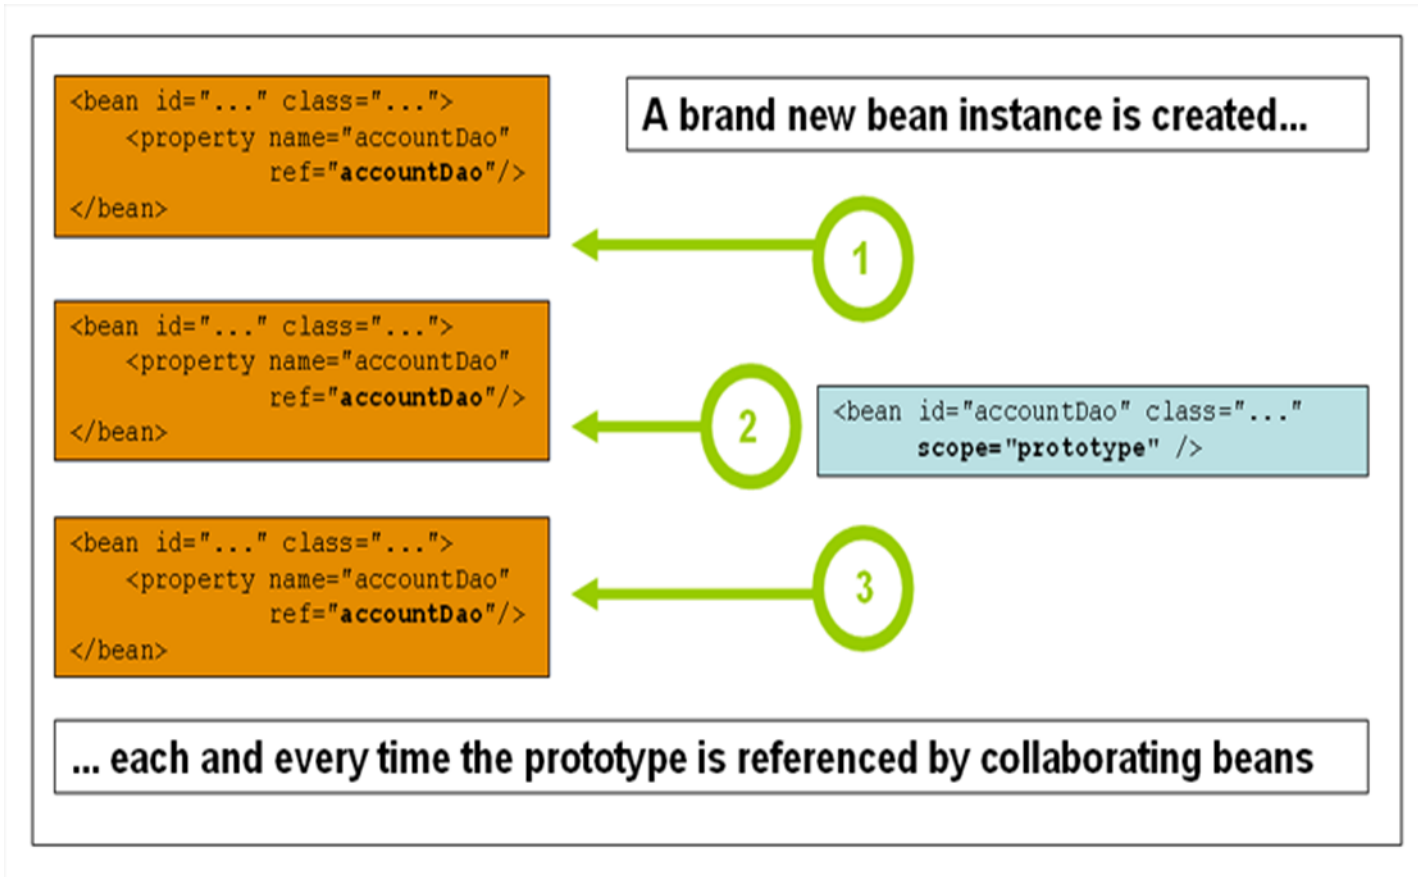 <bean id="..." class="...">
<property name="accountDao"
ref="accountDao"/>
</bean>
A brand new bean instance is created...
1
<bean id="..." class="...">
<property name="accountDao"
ref="accountDao"/>
</bean>
2
<bean id="accountDao" class="..."
scope="prototype" />
<bean id="..." class="...">
<property name="accountDao"
ref="accountDao"/>
</bean>
3
... each and every time the prototype is referenced by collaborating beans